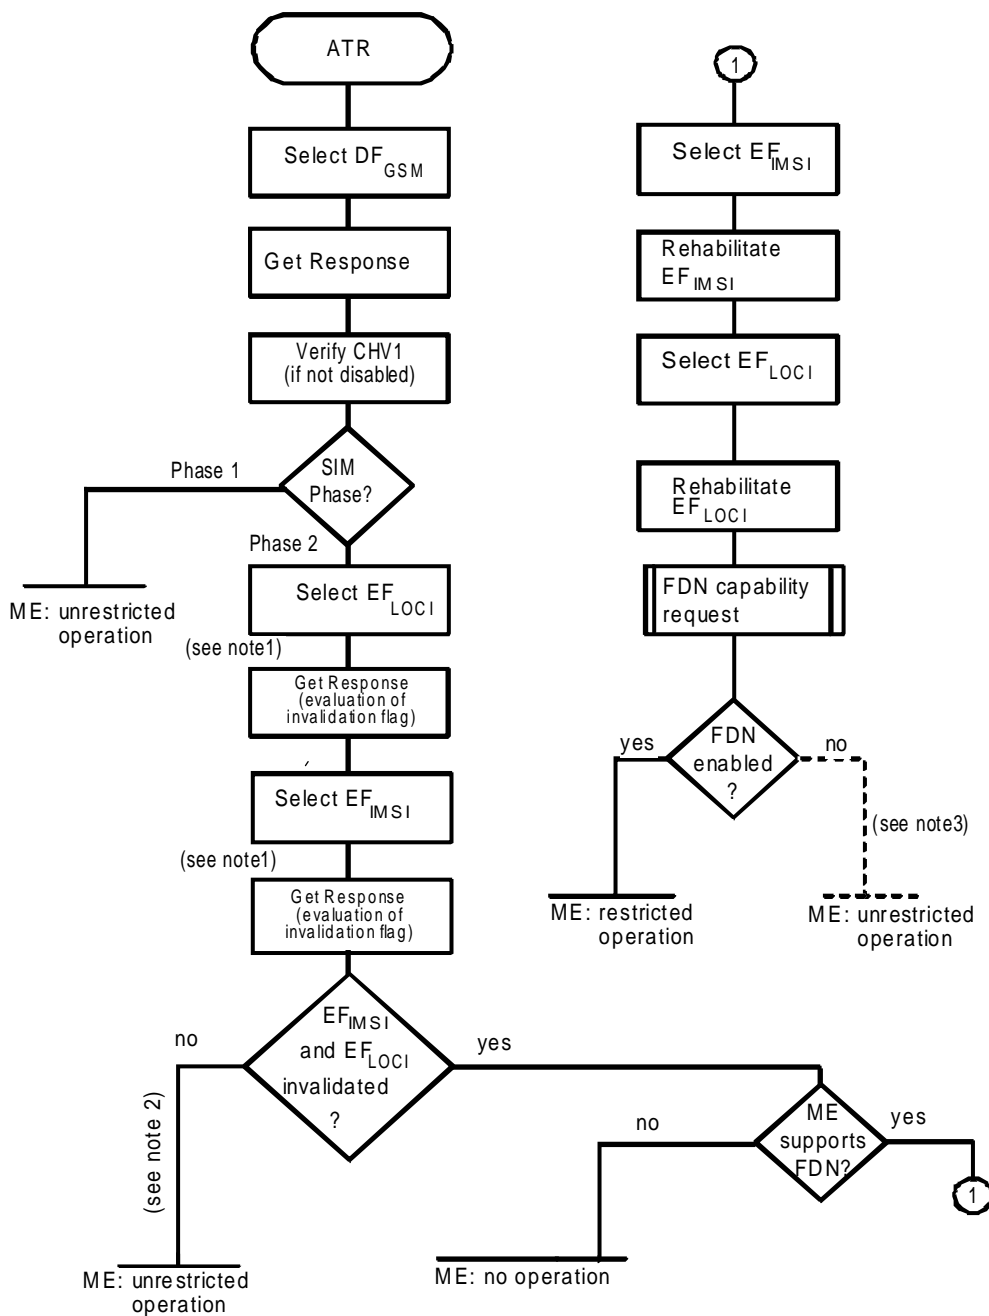 ATR
Select DF GSM
Get Response
Verify CHV1
(if not disabled)
SIM
Phase?
Phase 1
ME: unrestricted
operation
Phase 2
Select EF LOCI
(see note1)
Get Response
(evaluation of
invalidation flag)
Select EF IMSI
(see note1)
Get Response
(evaluation of
invalidation flag)
EF IMSI
and EF LOCI
invalidated
?
no
(see note 2)
ME: unrestricted
operation
yes
ME
supports
FDN?
no
ME: no operation
yes
1
1
Select EF IMSI
Rehabilitate
EF IMSI
Select EF LOCI
Rehabilitate
EF LOCI
FDN capability
request
FDN
enabled
?
yes
ME: restricted
operation
no
(see note3)
ME: unrestricted
operation